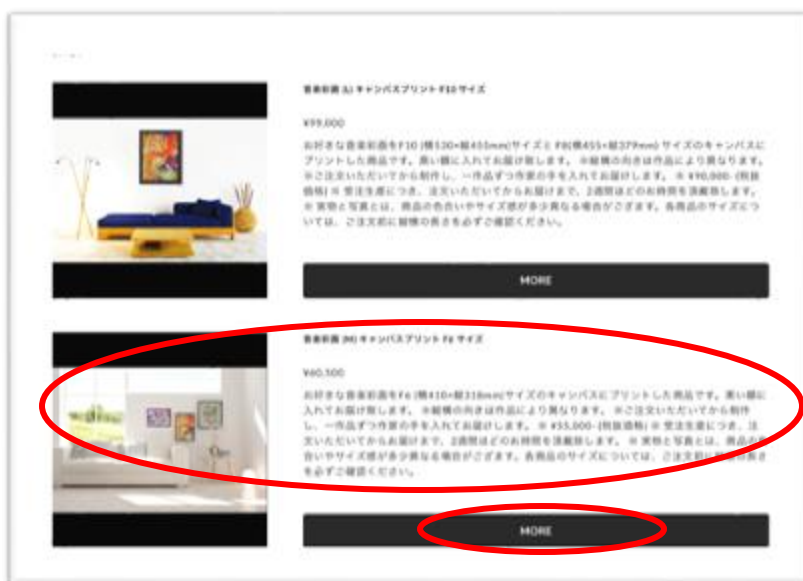 音楽彩画 (L) キャンバスプリント F10 サイズ
¥99,000
お好きな音楽彩画をF10 (横530×縦455mm)サイズと F8(横455×縦379mm) サイズのキャンバスに
プリントした商品です。黒い額に入れてお届け致します。 ※縦横の向きは作品により異なります。
※ご注文いただいてから制作し、一作品ずつ作家の手を入れてお届けします。 ※ ¥90,000- (税抜
価格) ※ 受注生産につき、注文いただいてからお届けまで、2週間ほどのお時間を頂戴致します。
※ 実物と写真とは、商品の色合いやサイズ感が多少異なる場合がござます。各商品のサイズにつ
いては、ご注文前に縦横の長さを必ずご確認ください。
MORE
音楽彩画 (M) キャンバスプリント F6 サイズ
¥60,500
お好きな音楽彩画をF6 (横410×縦318mm)サイズのキャンバスにプリントした商品です。黒い額に
入れてお届け致します。 ※縦横の向きは作品により異なります。 ※ご注文いただいてから制作
し、一作品ずつ作家の手を入れてお届けします。 ※ ¥55,000- (税抜価格) ※ 受注生産につき、注
文いただいてからお届けまで、2週間ほどのお時間を頂戴致します。 ※ 実物と写真とは、商品の色
合いやサイズ感が多少異なる場合がござます。各商品のサイズについては、ご注文前に縦横の長さ
を必ずご確認ください。
MORE